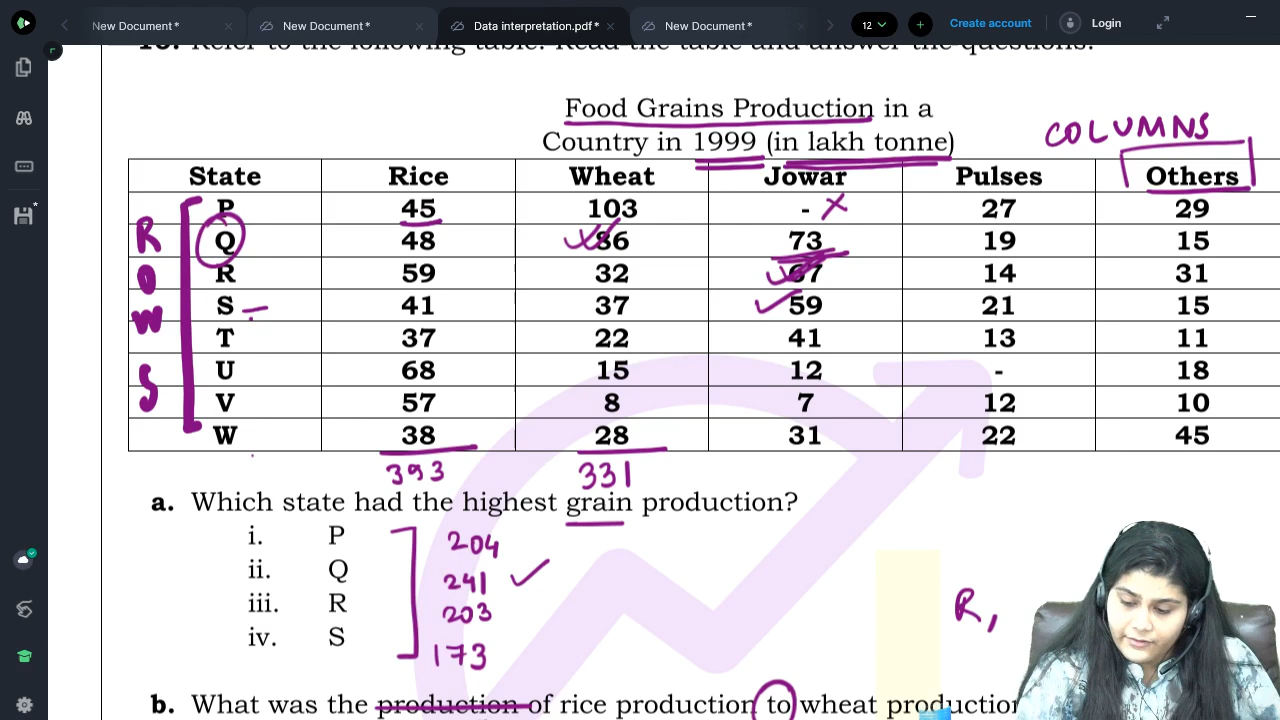 New Document * New Document * Data interpretation.pdf * New Document * 12 Create account Login
Refer to the following table. Read the table and answer the questions.
Food Grains Production in a
Country in 1999 (in lakh tonne)
COLUMNS
State Rice Wheat Jowar Pulses Others
P 45 103 - 27 29
Q 48 86 73 19 15
R 59 32 67 14 31
S 41 37 59 21 15
T 37 22 41 13 11
U 68 15 12 - 18
V 57 8 7 12 10
W 38 28 31 22 45
ROWS
393 331
a. Which state had the highest grain production?
i. P 204
ii. Q 241
iii. R 203
iv. S 173
R,
b. What was the production of rice production to wheat production